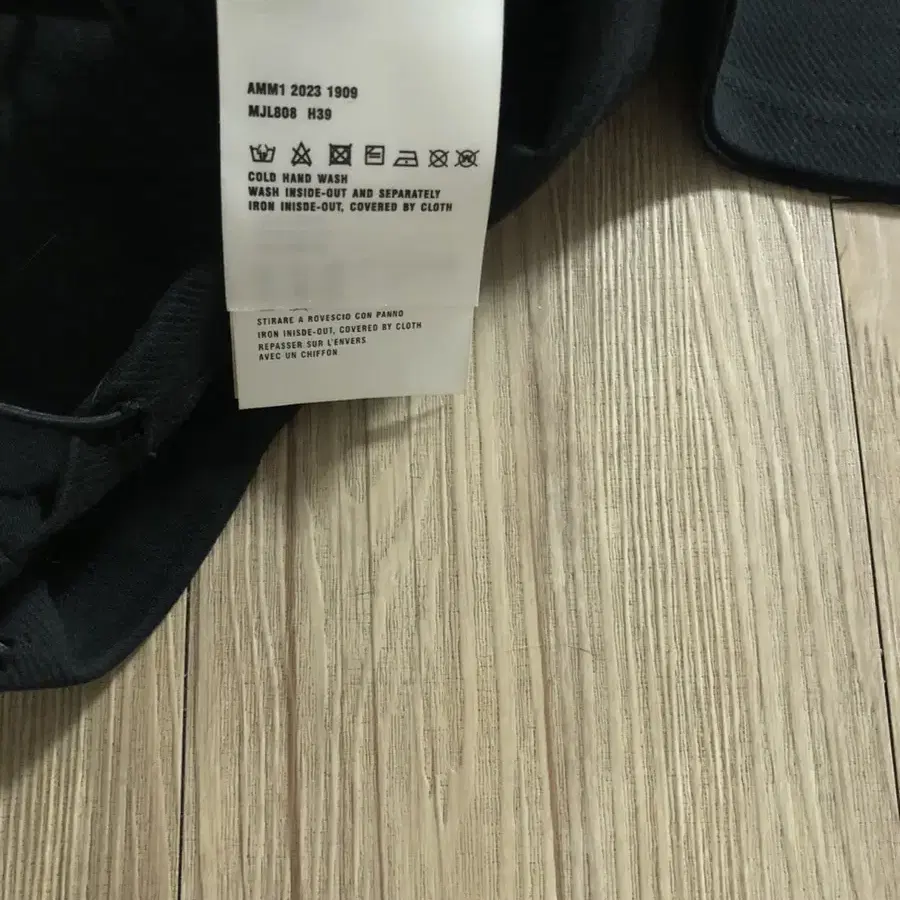 AMM1 2023 1909
MJL808 H39
COLD HAND WASH
WASH INSIDE-OUT AND SEPARATELY
IRON INISDE-OUT, COVERED BY CLOTH
STIRARE A ROVESCIO CON PANNO
IRON INISDE-OUT, COVERED BY CLOTH
REPASSER SUR L'ENVERS
AVEC UN CHIFFON